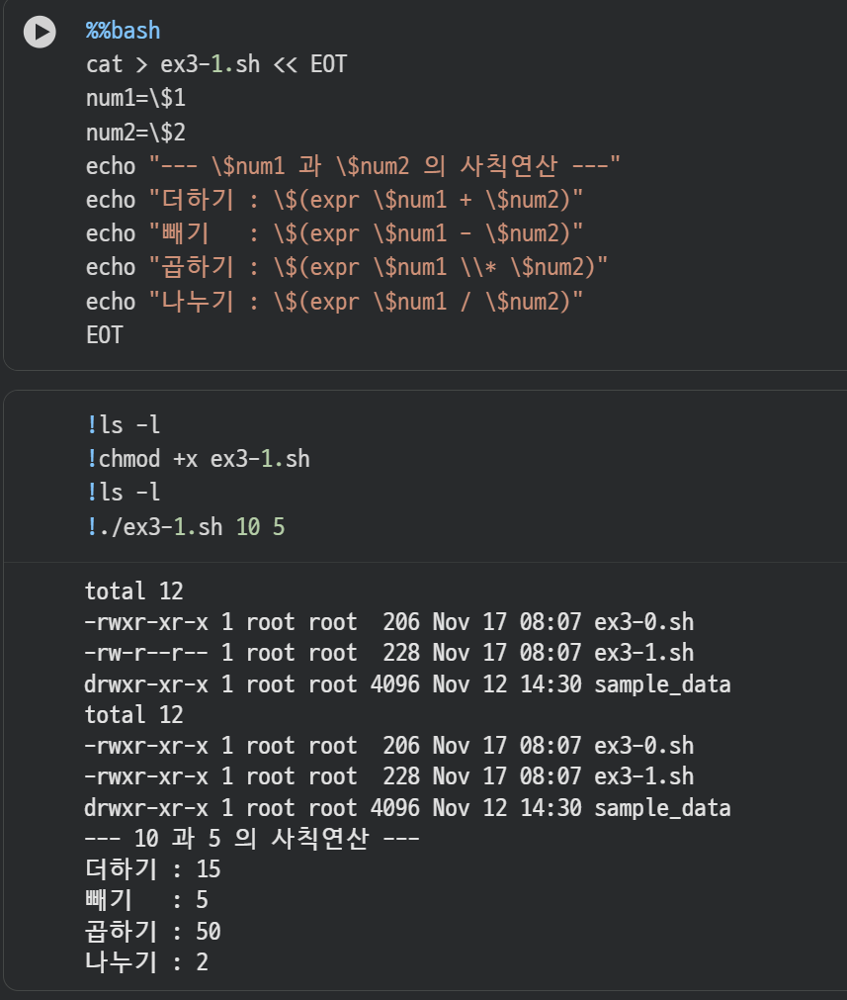 %%bash
cat > ex3-1.sh << EOT
num1=\$1
num2=\$2
echo "--- \$num1 과 \$num2 의 사칙연산 ---"
echo "더하기 : \$(expr \$num1 + \$num2)"
echo "빼기   : \$(expr \$num1 - \$num2)"
echo "곱하기 : \$(expr \$num1 \\* \$num2)"
echo "나누기 : \$(expr \$num1 / \$num2)"
EOT
!ls -l
!chmod +x ex3-1.sh
!ls -l
!./ex3-1.sh 10 5
total 12
-rwxr-xr-x 1 root root  206 Nov 17 08:07 ex3-0.sh
-rw-r--r-- 1 root root  228 Nov 17 08:07 ex3-1.sh
drwxr-xr-x 1 root root 4096 Nov 12 14:30 sample_data
total 12
-rwxr-xr-x 1 root root  206 Nov 17 08:07 ex3-0.sh
-rwxr-xr-x 1 root root  228 Nov 17 08:07 ex3-1.sh
drwxr-xr-x 1 root root 4096 Nov 12 14:30 sample_data
--- 10 과 5 의 사칙연산 ---
더하기 : 15
빼기   : 5
곱하기 : 50
나누기 : 2